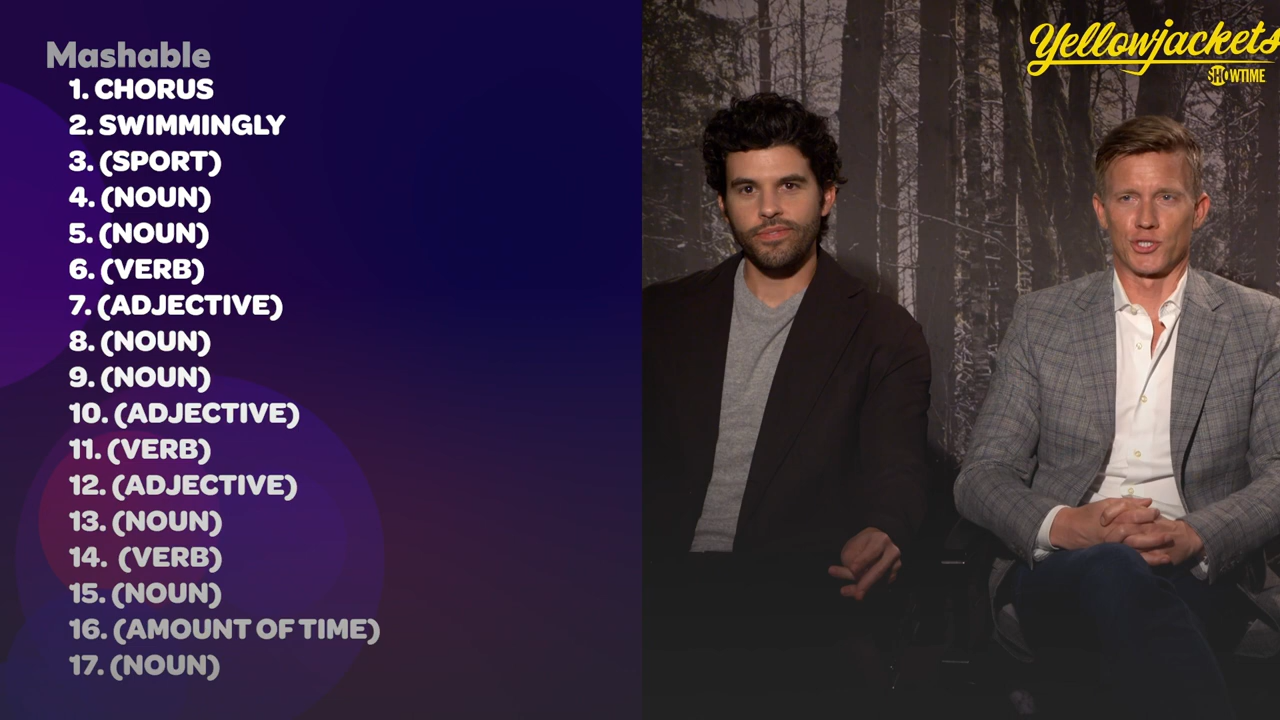 Mashable
1. CHORUS
2. SWIMMINGLY
3. (SPORT)
4. (NOUN)
5. (NOUN)
6. (VERB)
7. (ADJECTIVE)
8. (NOUN)
9. (NOUN)
10. (ADJECTIVE)
11. (VERB)
12. (ADJECTIVE)
13. (NOUN)
14. (VERB)
15. (NOUN)
16. (AMOUNT OF TIME)
17. (NOUN)
Yellowjackets
SHOWTIME